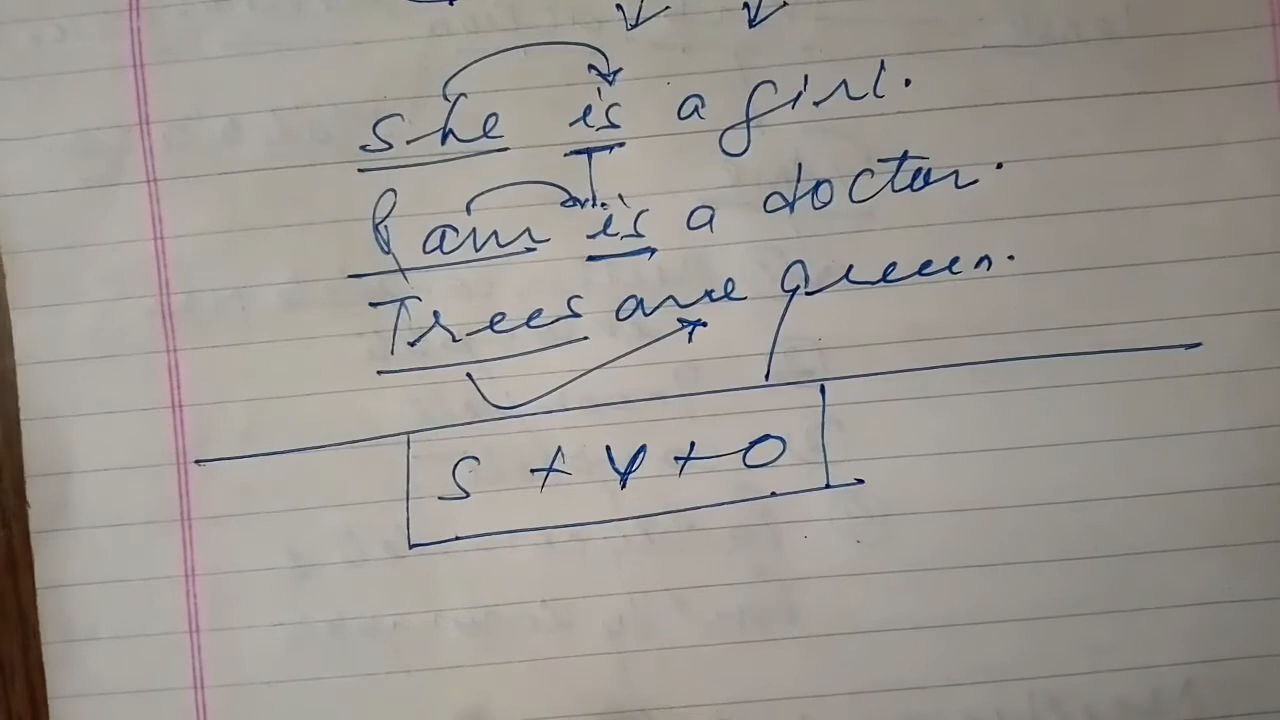 She is a girl.
Ram is a doctor.
Trees are green.
S + V + O